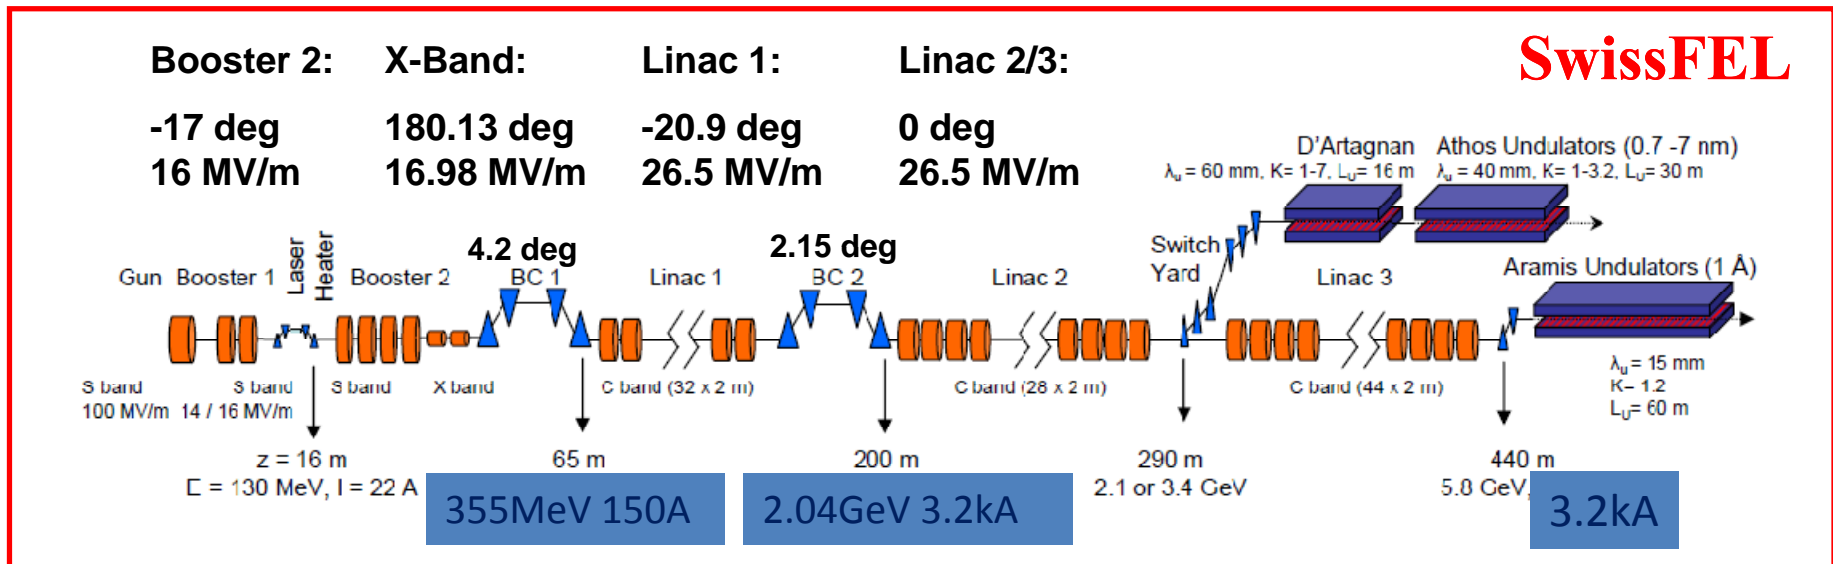 SwissFEL
Booster 2: X-Band: Linac 1: Linac 2/3:
-17 deg 180.13 deg -20.9 deg 0 deg
16 MV/m 16.98 MV/m 26.5 MV/m 26.5 MV/m
D'Artagnan Athos Undulators (0.7 -7 nm)
λu = 60 mm, K= 1-7, LU= 16 m λu = 40 mm, K= 1-3.2, LU= 30 m
4.2 deg 2.15 deg
Gun Booster 1 Laser Heater Booster 2 BC 1 Linac 1 BC 2 Linac 2 Switch Yard Linac 3 Aramis Undulators (1 Å)
S band S band S band X band C band (32 x 2 m) C band (28 x 2 m) C band (44 x 2 m)
100 MV/m 14 / 16 MV/m
λu = 15 mm
K= 1.2
LU= 60 m
z = 16 m 65 m 200 m 290 m 440 m
E = 130 MeV, I = 22 A 355MeV 150A 2.04GeV 3.2kA 2.1 or 3.4 GeV 5.8 GeV, 3.2kA